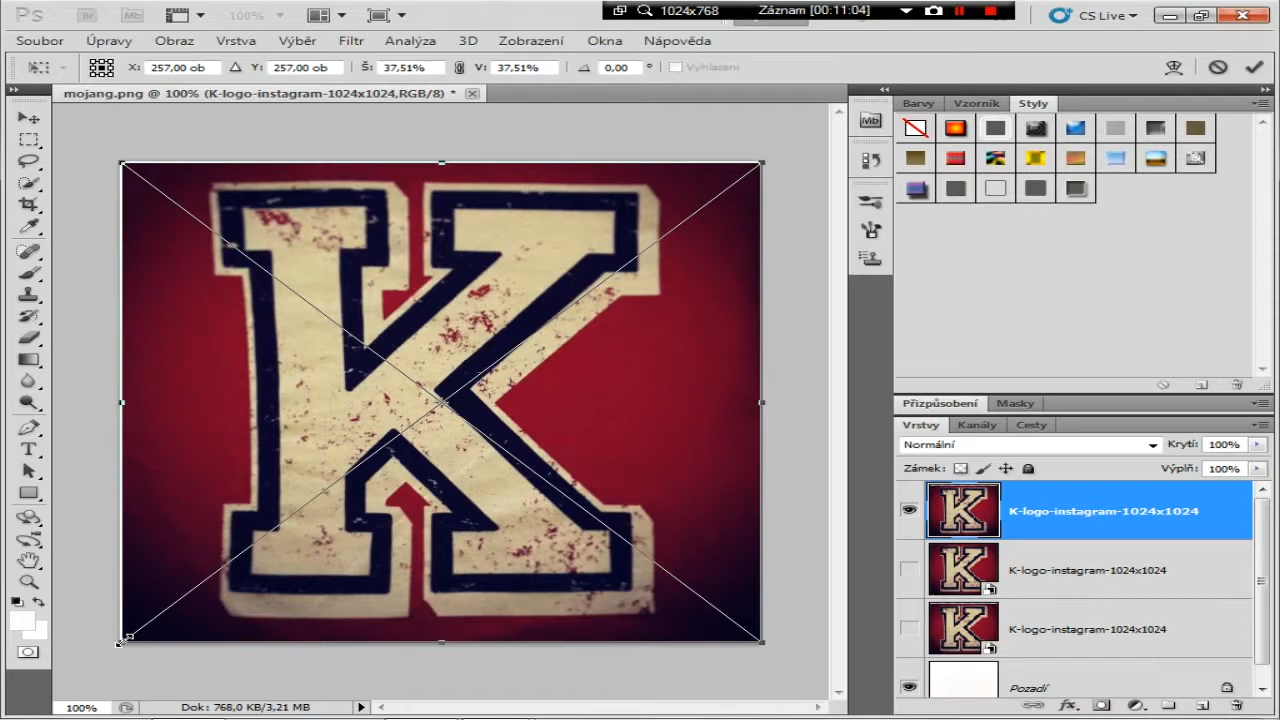 Ps Br Mb 100% 1024x768 Záznam [00:11:04] CS Live
Soubor Úpravy Obraz Vrstva Výběr Filtr Analýza 3D Zobrazení Okna Nápověda
X: 257,00 ob Y: 257,00 ob Š: 37,51% V: 37,51% 0,00 ° Vyhlazení
mojang.png @ 100% (K-logo-instagram-1024x1024,RGB/8) *
Barvy Vzorník Styly
Mb
K
Přizpůsobení Masky
Vrstvy Kanály Cesty
Normální Krytí: 100%
Zámek: Výplň: 100%
K-logo-instagram-1024x1024
K-logo-instagram-1024x1024
K-logo-instagram-1024x1024
Pozadí
100% Dok: 768,0 KB/3,21 MB